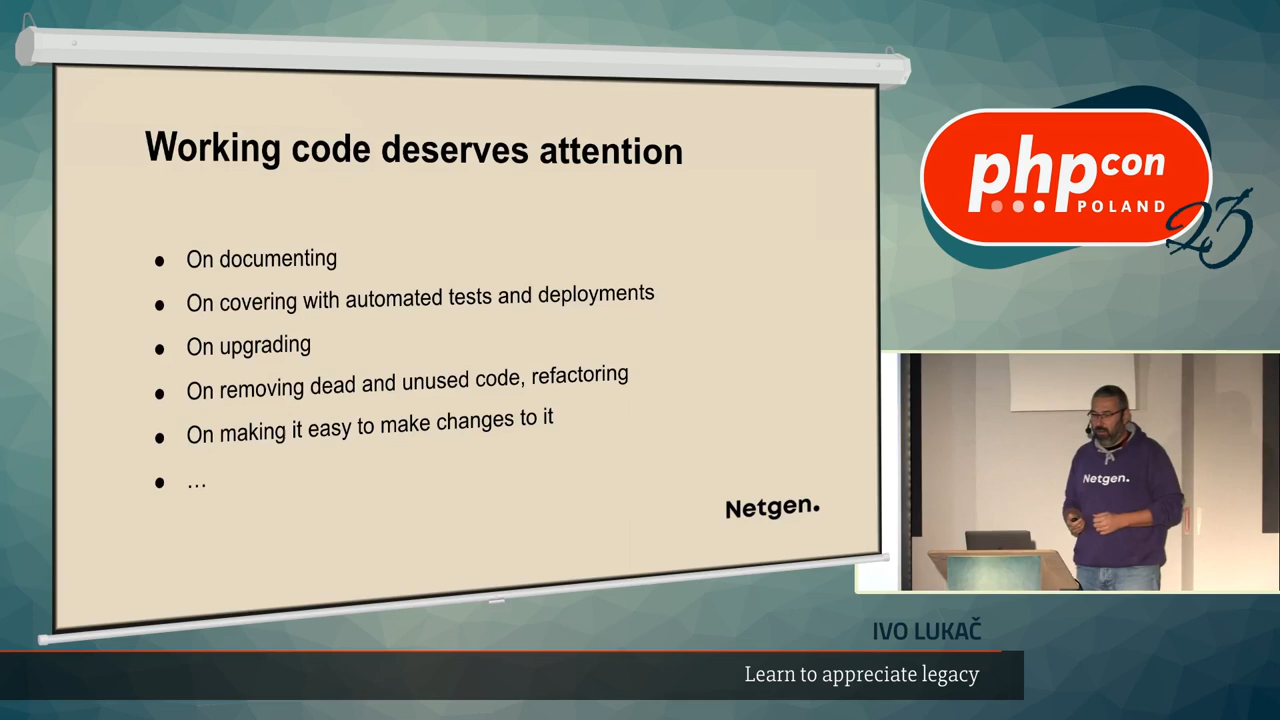 Working code deserves attention
● On documenting
● On covering with automated tests and deployments
● On upgrading
● On removing dead and unused code, refactoring
● On making it easy to make changes to it
● …
Netgen.
phpcon
POLAND
23
Netgen.
IVO LUKAČ
Learn to appreciate legacy